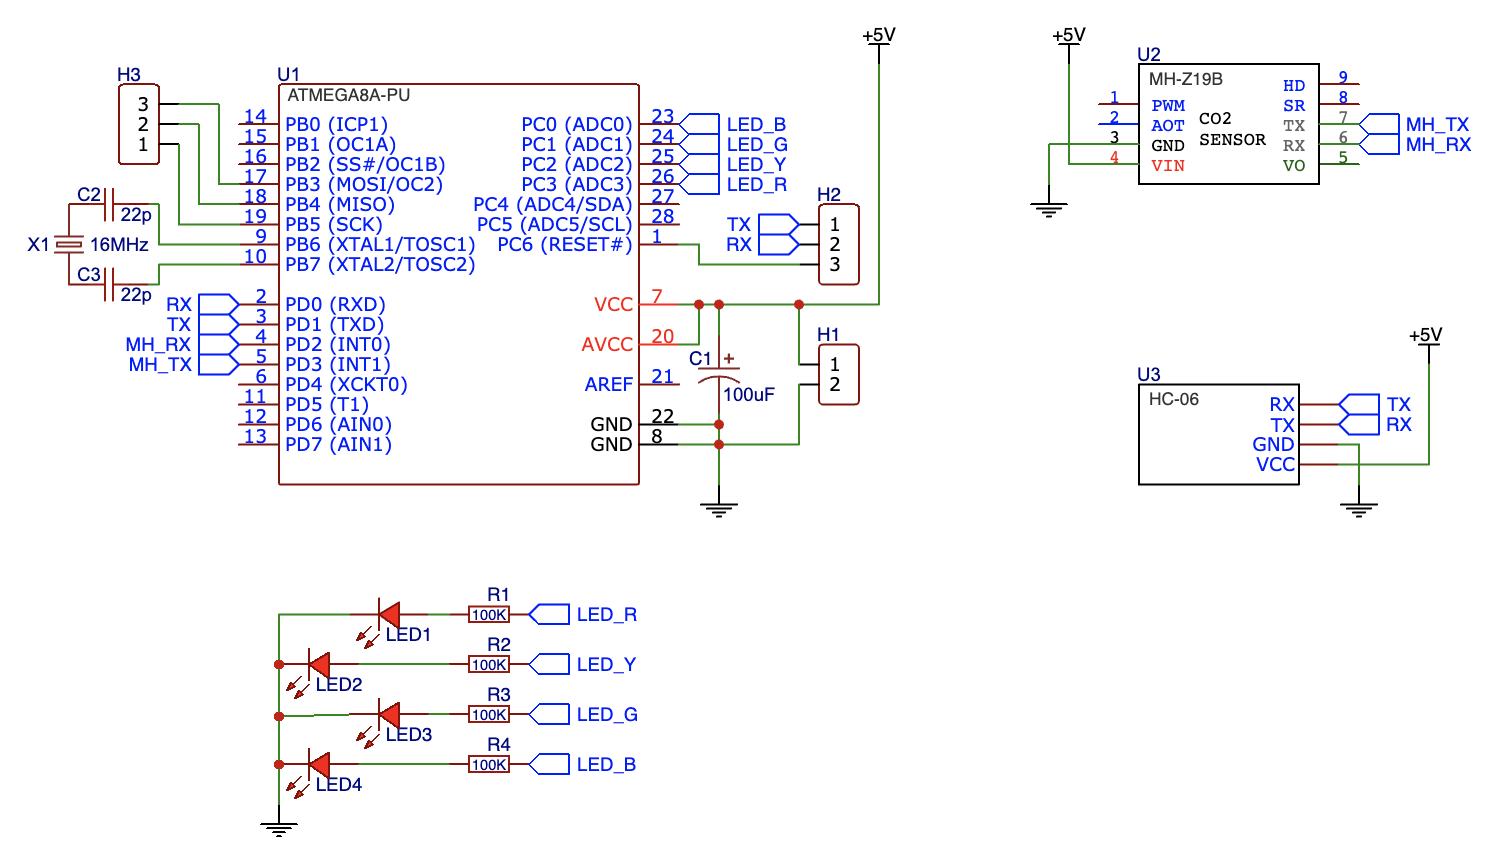 +5V
+5V
H3
3
2
1
U1
ATMEGA8A-PU
14 PB0 (ICP1)
15 PB1 (OC1A)
16 PB2 (SS#/OC1B)
17 PB3 (MOSI/OC2)
18 PB4 (MISO)
19 PB5 (SCK)
9 PB6 (XTAL1/TOSC1)
10 PB7 (XTAL2/TOSC2)
RX 2 PD0 (RXD)
TX 3 PD1 (TXD)
MH_RX 4 PD2 (INT0)
MH_TX 5 PD3 (INT1)
6 PD4 (XCKT0)
11 PD5 (T1)
12 PD6 (AIN0)
13 PD7 (AIN1)
PC0 (ADC0) 23 LED_B
PC1 (ADC1) 24 LED_G
PC2 (ADC2) 25 LED_Y
PC3 (ADC3) 26 LED_R
PC4 (ADC4/SDA) 27
PC5 (ADC5/SCL) 28
PC6 (RESET#) 1
VCC 7
AVCC 20
AREF 21
GND 22
GND 8
C2
22p
X1 16MHz
C3
22p
H2
TX 1
RX 2
3
H1
1
2
C1 +
100uF
U2
MH-Z19B
CO2
SENSOR
1 PWM
2 AOT
3 GND
4 VIN
HD 9
SR 8
TX 7 MH_TX
RX 6 MH_RX
VO 5
+5V
U3
HC-06
RX TX
TX RX
GND
VCC
R1
LED1 100K LED_R
R2
LED2 100K LED_Y
R3
LED3 100K LED_G
R4
LED4 100K LED_B